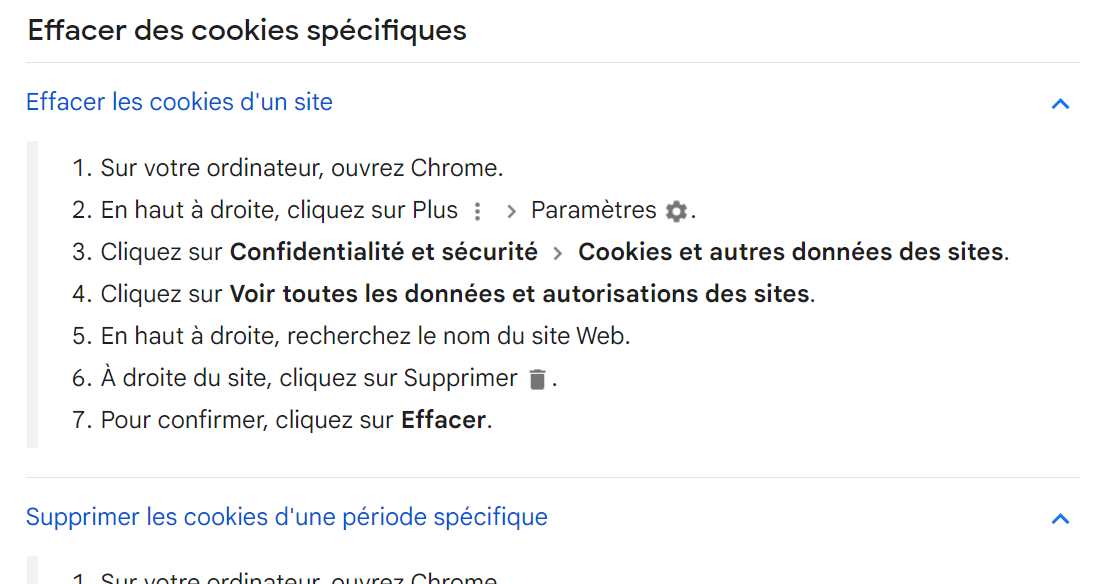 Effacer des cookies spécifiques
Effacer les cookies d'un site
1. Sur votre ordinateur, ouvrez Chrome.
2. En haut à droite, cliquez sur Plus > Paramètres .
3. Cliquez sur Confidentialité et sécurité > Cookies et autres données des sites.
4. Cliquez sur Voir toutes les données et autorisations des sites.
5. En haut à droite, recherchez le nom du site Web.
6. À droite du site, cliquez sur Supprimer .
7. Pour confirmer, cliquez sur Effacer.
Supprimer les cookies d'une période spécifique
1. Sur votre ordinateur, ouvrez Chrome.